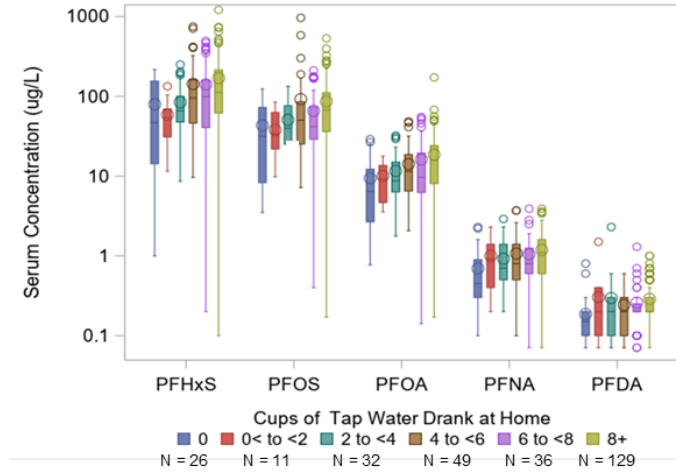 Serum Concentration (ug/L)
1000
100
10
1
0.1
PFHxS PFOS PFOA PFNA PFDA
Cups of Tap Water Drank at Home
0 0< to <2 2 to <4 4 to <6 6 to <8 8+
N = 26 N = 11 N = 32 N = 49 N = 36 N = 129